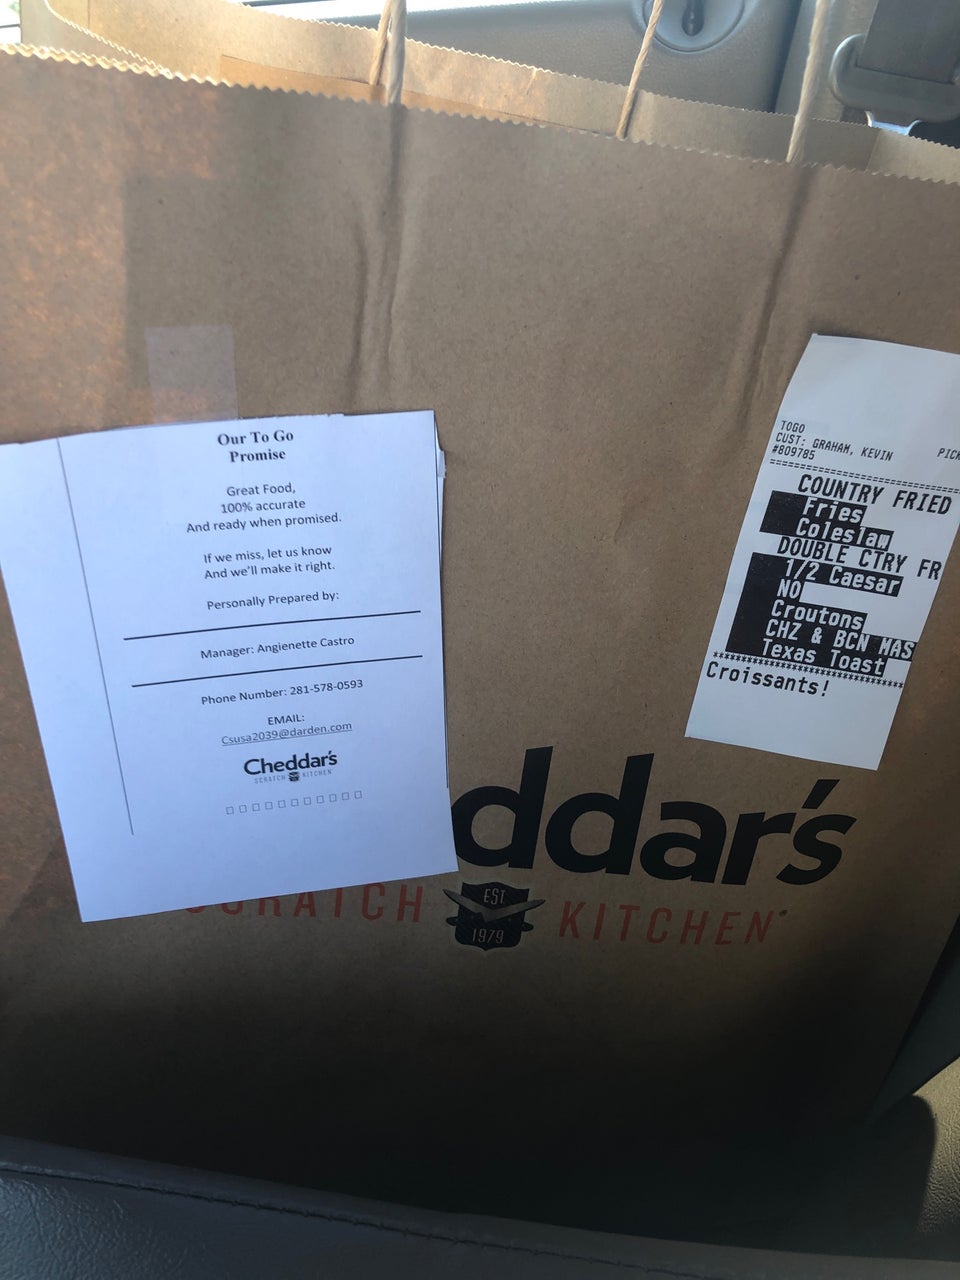 Our To Go
Promise
Great Food,
100% accurate
And ready when promised.
If we miss, let us know
And we'll make it right.
Personally Prepared by:
Manager: Angienette Castro
Phone Number: 281-578-0593
EMAIL:
Csusa2039@darden.com
Cheddar's
SCRATCH KITCHEN
TOGO
CUST: GRAHAM, KEVIN
#809785
COUNTRY FRIED
Fries
Coleslaw
DOUBLE CTRY FR
1/2 Caesar
NO
Croutons
CHZ & BCN MAS
Texas Toast
Croissants!
ddar's
SCRATCH KITCHEN
EST
1979